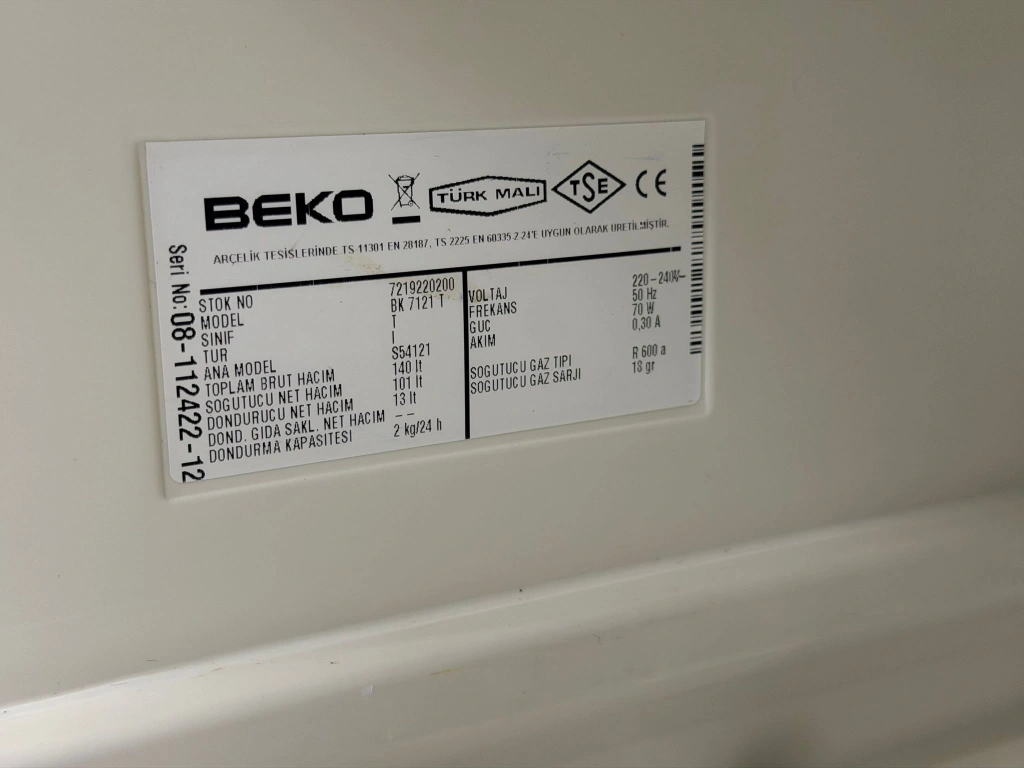 BEKO TÜRK MALI TSE CE
ARÇELİK TESİSLERİNDE TS 11301 EN 28187, TS 2225 EN 60335-2-24'E UYGUN OLARAK ÜRETİLMİŞTİR.
Seri No:08-112422-12
STOK NO 7219220200
MODEL BK 7121 T
SINIF T
TUR I
ANA MODEL S54121
TOPLAM BRUT HACIM 140 lt
SOGUTUCU NET HACIM 101 lt
DONDURUCU NET HACIM 13 lt
DOND. GIDA SAKL. NET HACIM --
DONDURMA KAPASITESI 2 kg/24 h
VOLTAJ 220-240V~
FREKANS 50 Hz
GUC 70 W
AKIM 0,30 A
SOGUTUCU GAZ TIPI R 600 a
SOGUTUCU GAZ SARJI 18 gr